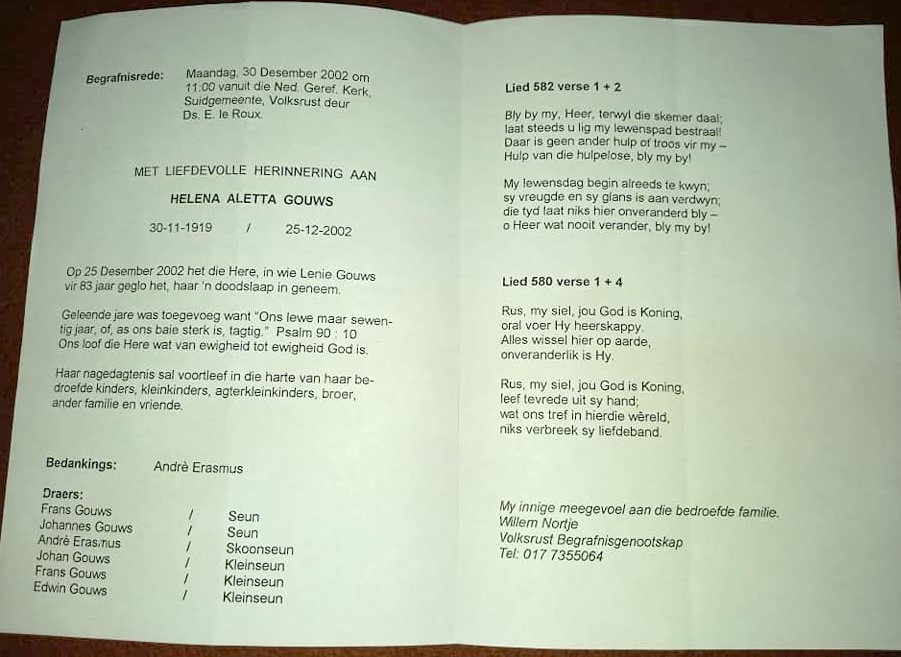 Begrafnisrede: Maandag, 30 Desember 2002 om
11:00 vanuit die Ned. Geref. Kerk,
Suidgemeente, Volksrust deur
Ds. E. le Roux.
MET LIEFDEVOLLE HERINNERING AAN
HELENA ALETTA GOUWS
30-11-1919 / 25-12-2002
Op 25 Desember 2002 het die Here, in wie Lenie Gouws
vir 83 jaar geglo het, haar 'n doodslaap in geneem.
Geleende jare was toegevoeg want "Ons lewe maar sewen-
tig jaar, of, as ons baie sterk is, tagtig." Psalm 90 : 10
Ons loof die Here wat van ewigheid tot ewigheid God is.
Haar nagedagtenis sal voortleef in die harte van haar be-
droefde kinders, kleinkinders, agterkleinkinders, broer,
ander familie en vriende.
Bedankings: Andrè Erasmus
Draers:
Frans Gouws / Seun
Johannes Gouws / Seun
Andrè Erasmus / Skoonseun
Johan Gouws / Kleinseun
Frans Gouws / Kleinseun
Edwin Gouws / Kleinseun
Lied 582 verse 1 + 2
Bly by my, Heer, terwyl die skemer daal;
laat steeds u lig my lewenspad bestraal!
Daar is geen ander hulp of troos vir my –
Hulp van die hulpelose, bly my by!
My lewensdag begin alreeds te kwyn;
sy vreugde en sy glans is aan verdwyn;
die tyd laat niks hier onveranderd bly –
o Heer wat nooit verander, bly my by!
Lied 580 verse 1 + 4
Rus, my siel, jou God is Koning,
oral voer Hy heerskappy.
Alles wissel hier op aarde,
onveranderlik is Hy.
Rus, my siel, jou God is Koning,
leef tevrede uit sy hand;
wat ons tref in hierdie wêreld,
niks verbreek sy liefdeband.
My innige meegevoel aan die bedroefde familie.
Willem Nortje
Volksrust Begrafnisgenootskap
Tel: 017 7355064